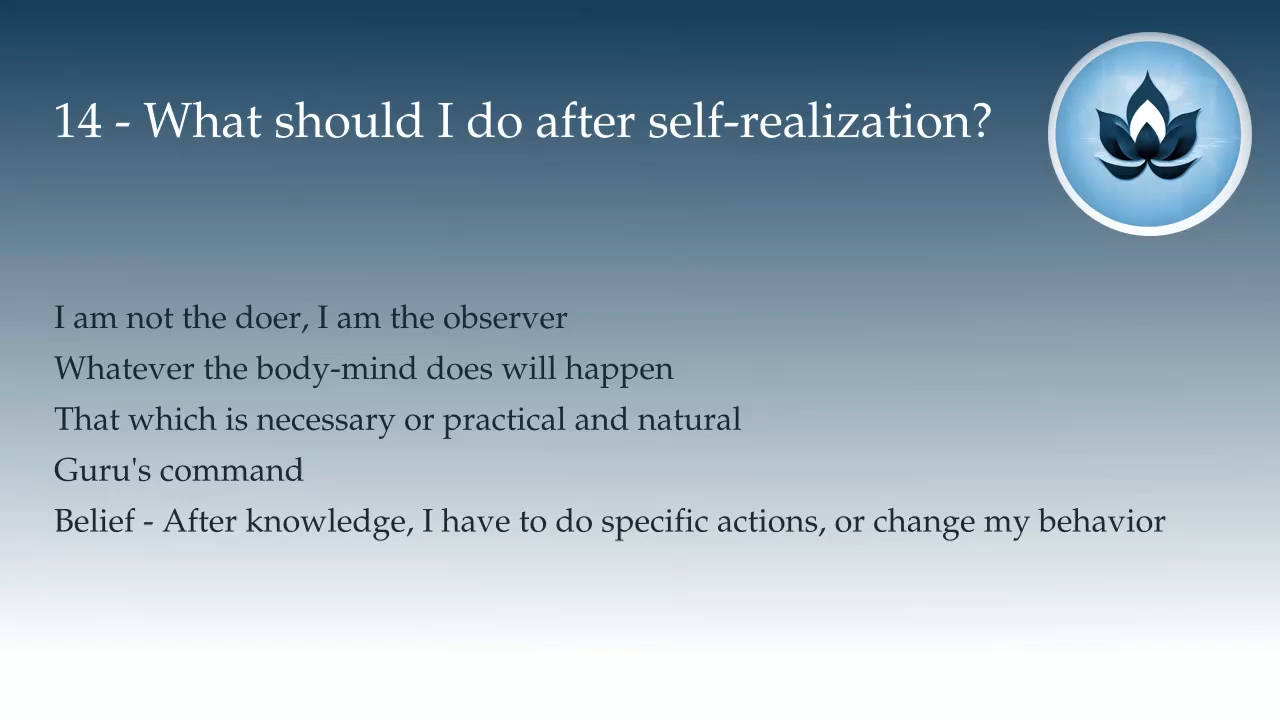 14 - What should I do after self-realization?
I am not the doer, I am the observer
Whatever the body-mind does will happen
That which is necessary or practical and natural
Guru's command
Belief - After knowledge, I have to do specific actions, or change my behavior